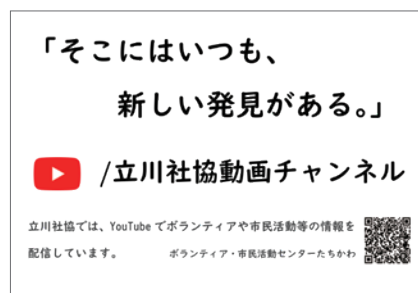 「そこにはいつも、
新しい発見がある。」
/立川社協動画チャンネル
立川社協では、YouTubeでボランティアや市民活動等の情報を
配信しています。 ボランティア・市民活動センターたちかわ